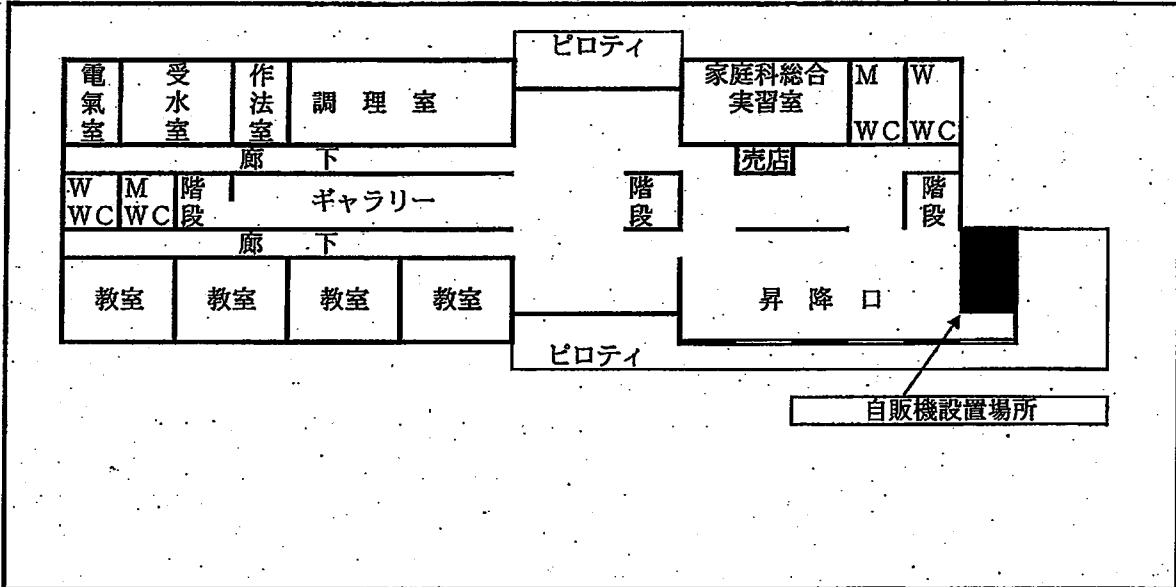 ピロティ
電氣室
受水室
作法室
調理室
家庭科総合
実習室
M
WC
W
WC
廊下
売店
W
WC
M
WC
階段
ギャラリー
階段
階段
廊下
教室
教室
教室
教室
昇降口
ピロティ
自販機設置場所